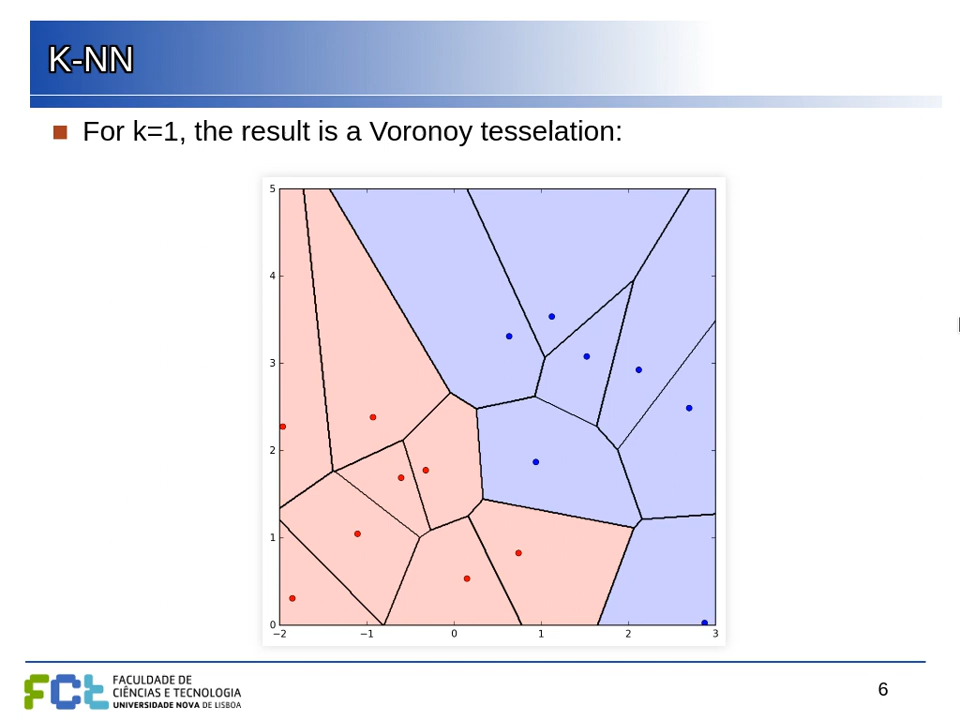 K-NN
For k=1, the result is a Voronoy tesselation:
5
4
3
2
1
0
−2 −1 0 1 2 3
FCt FACULDADE DE
CIÊNCIAS E TECNOLOGIA
UNIVERSIDADE NOVA DE LISBOA
6